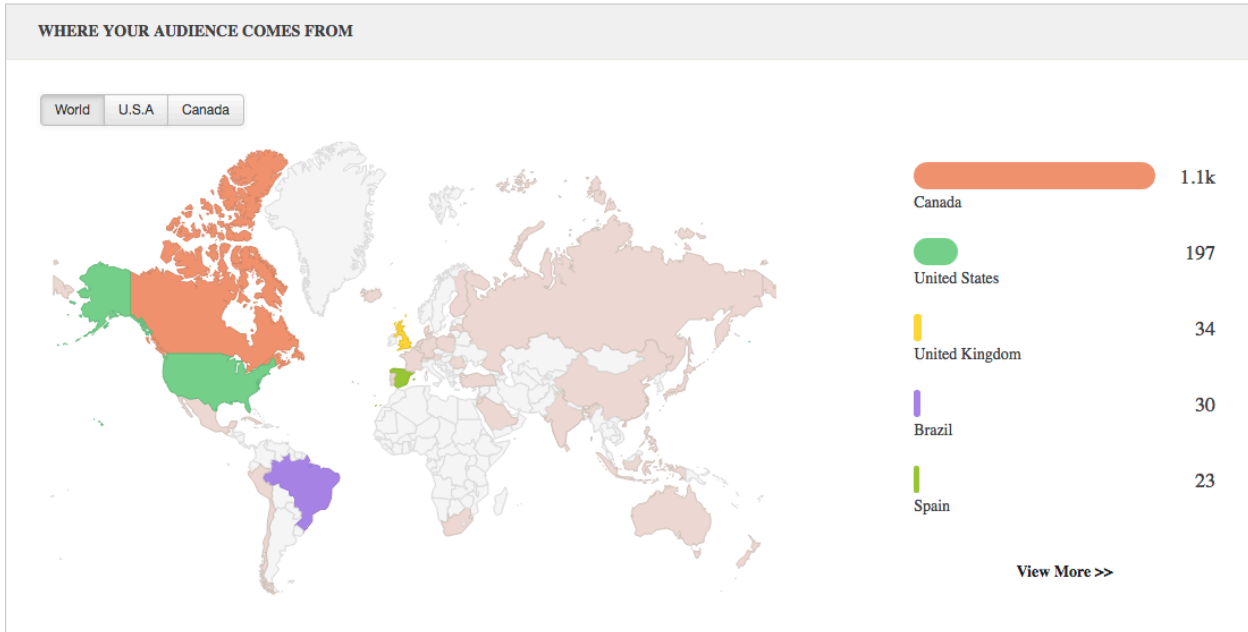 WHERE YOUR AUDIENCE COMES FROM
World U.S.A Canada
1.1k
Canada
197
United States
34
United Kingdom
30
Brazil
23
Spain
View More >>